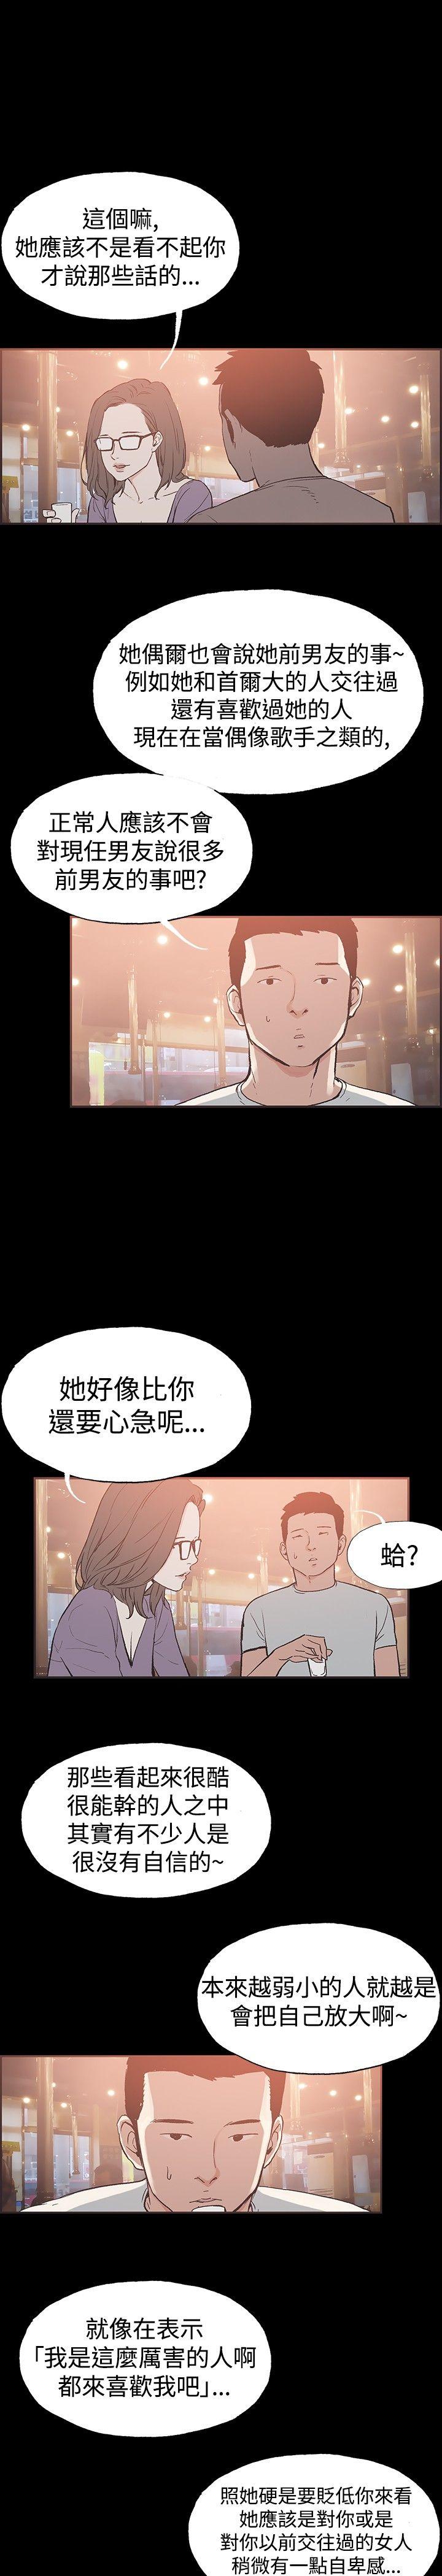 這個嘛,
她應該不是看不起你
才說那些話的...
她偶爾也會說她前男友的事~
例如她和首爾大的人交往過
還有喜歡過她的人
現在在當偶像歌手之類的,
正常人應該不會
對現任男友說很多
前男友的事吧?
她好像比你
還要心急呢...
蛤?
那些看起來很酷
很能幹的人之中
其實有不少人是
很沒有自信的~
本來越弱小的人就越是
會把自己放大啊~
就像在表示
「我是這麼厲害的人啊
都來喜歡我吧」...
照她硬是要貶低你來看
她應該是對你或是
對你以前交往過的女人
稍微有一點自卑感...